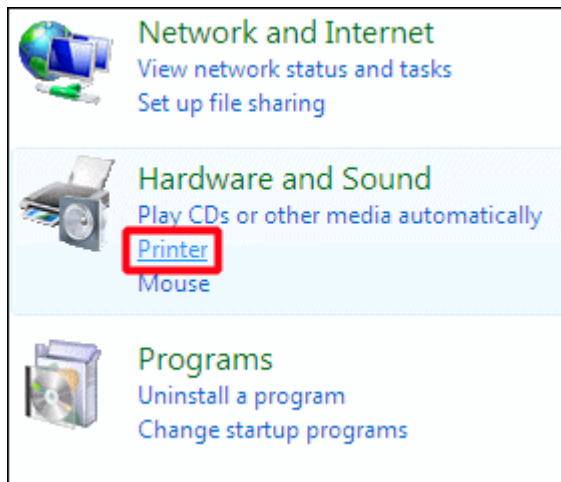 Network and Internet
View network status and tasks
Set up file sharing
Hardware and Sound
Play CDs or other media automatically
Printer
Mouse
Programs
Uninstall a program
Change startup programs